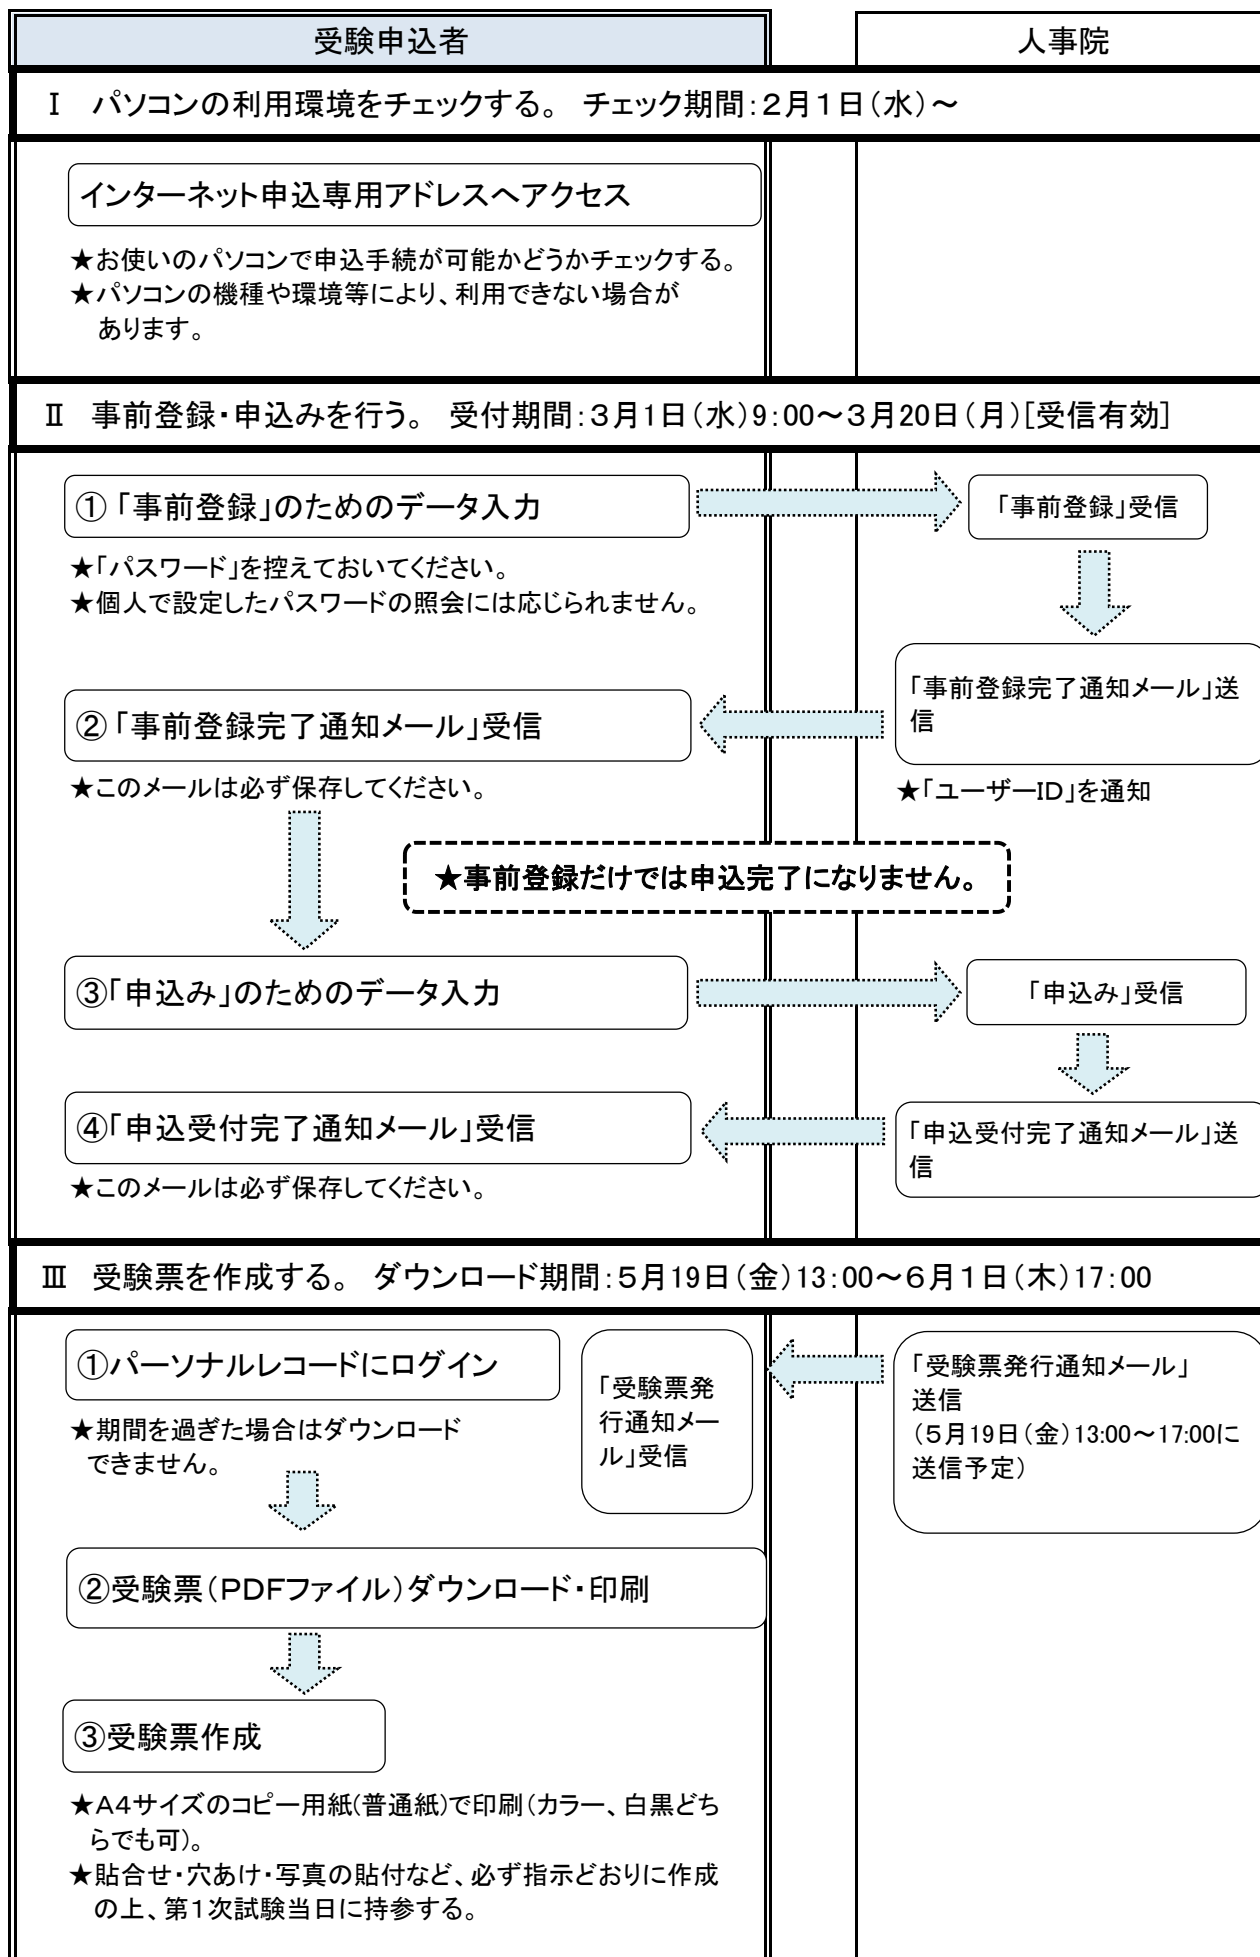 受験申込者
人事院
Ⅰ　パソコンの利用環境をチェックする。　チェック期間：２月１日（水）～
インターネット申込専用アドレスへアクセス
★お使いのパソコンで申込手続が可能かどうかチェックする。
★パソコンの機種や環境等により、利用できない場合が
あります。
Ⅱ　事前登録・申込みを行う。　受付期間：３月1日（水）9：00～３月20日（月）[受信有効]
①「事前登録」のためのデータ入力
「事前登録」受信
★「パスワード」を控えておいてください。
★個人で設定したパスワードの照会には応じられません。
「事前登録完了通知メール」送
信
②「事前登録完了通知メール」受信
★このメールは必ず保存してください。
★「ユーザーID」を通知
★事前登録だけでは申込完了になりません。
③「申込み」のためのデータ入力
「申込み」受信
④「申込受付完了通知メール」受信
「申込受付完了通知メール」送
信
★このメールは必ず保存してください。
Ⅲ　受験票を作成する。　ダウンロード期間：５月19日（金）13：00～６月１日（木）17：00
①パーソナルレコードにログイン
★期間を過ぎた場合はダウンロード
できません。
「受験票発
行通知メー
ル」受信
「受験票発行通知メール」
送信
（５月19日（金）13:00～17:00に
送信予定）
②受験票（ＰＤＦファイル）ダウンロード・印刷
③受験票作成
★Ａ４サイズのコピー用紙(普通紙)で印刷（カラー、白黒どち
らでも可）。
★貼合せ・穴あけ・写真の貼付など、必ず指示どおりに作成
の上、第１次試験当日に持参する。